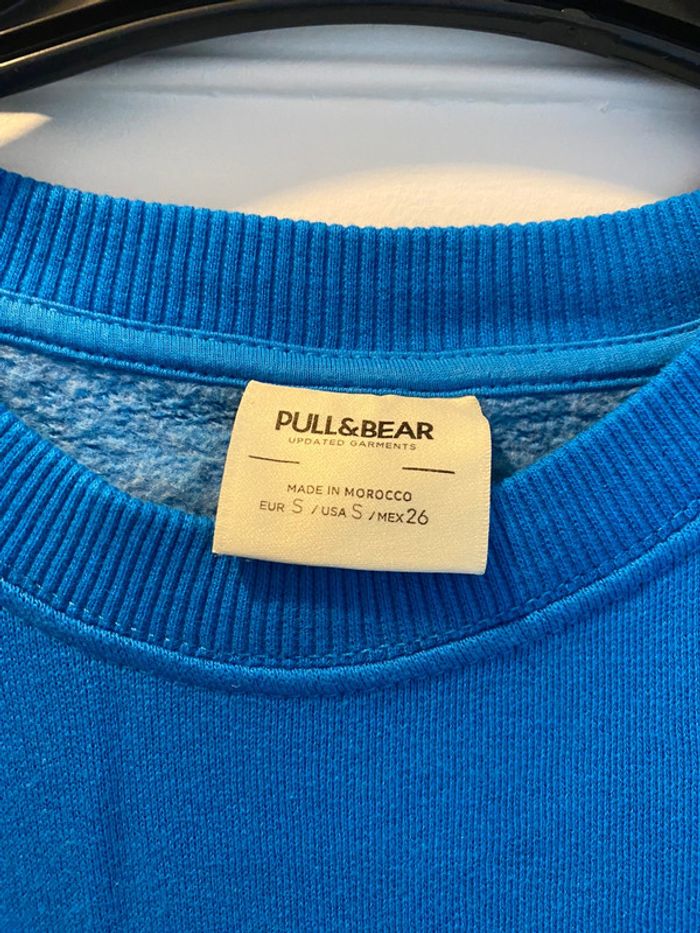 PULL&BEAR
UPDATED GARMENTS
MADE IN MOROCCO
EUR S / USA S / MEX 26